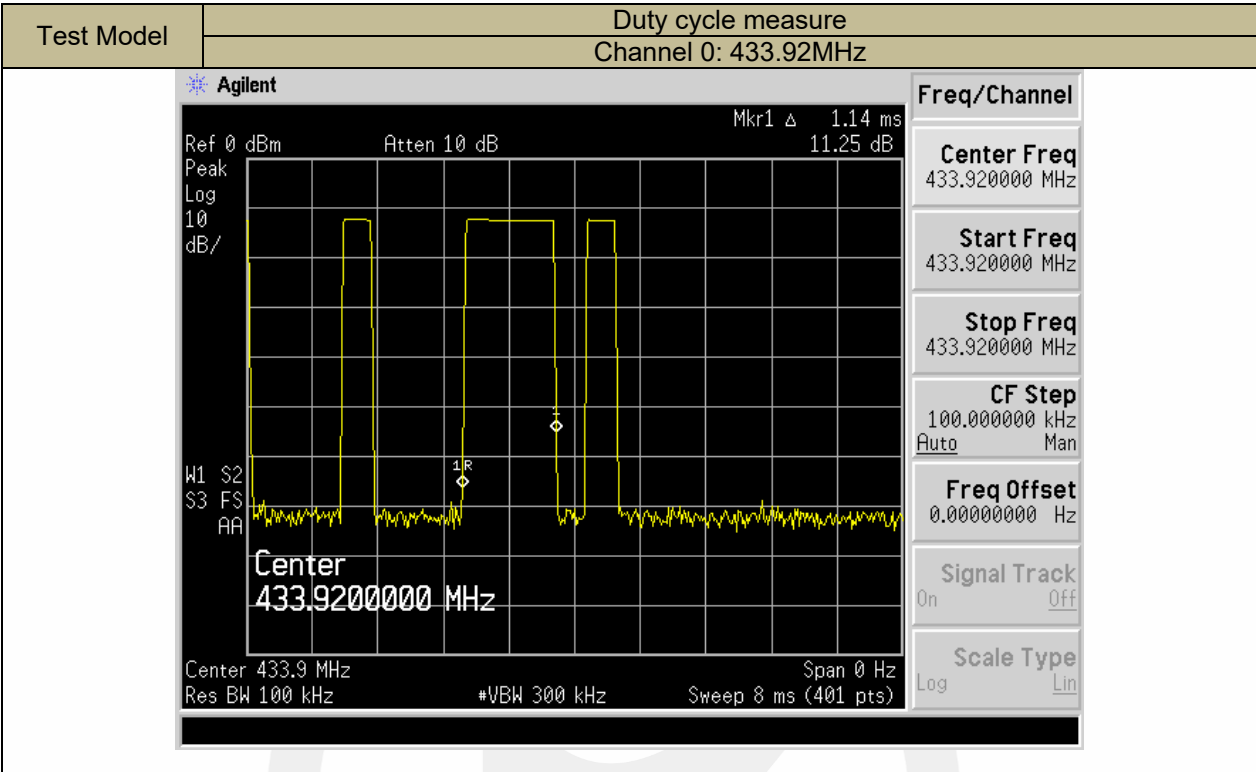 Test Model
Duty cycle measure
Channel 0: 433.92MHz
Agilent
Freq/Channel
Mkr1 Δ 1.14 ms
Ref 0 dBm Atten 10 dB 11.25 dB
Peak
Log
10
dB/
1R
1
W1 S2
S3 FS
AA
Center
433.9200000 MHz
Center 433.9 MHz Span 0 Hz
Res BW 100 kHz #VBW 300 kHz Sweep 8 ms (401 pts)
Center Freq
433.920000 MHz
Start Freq
433.920000 MHz
Stop Freq
433.920000 MHz
CF Step
100.000000 kHz
Auto Man
Freq Offset
0.00000000 Hz
Signal Track
On Off
Scale Type
Log Lin